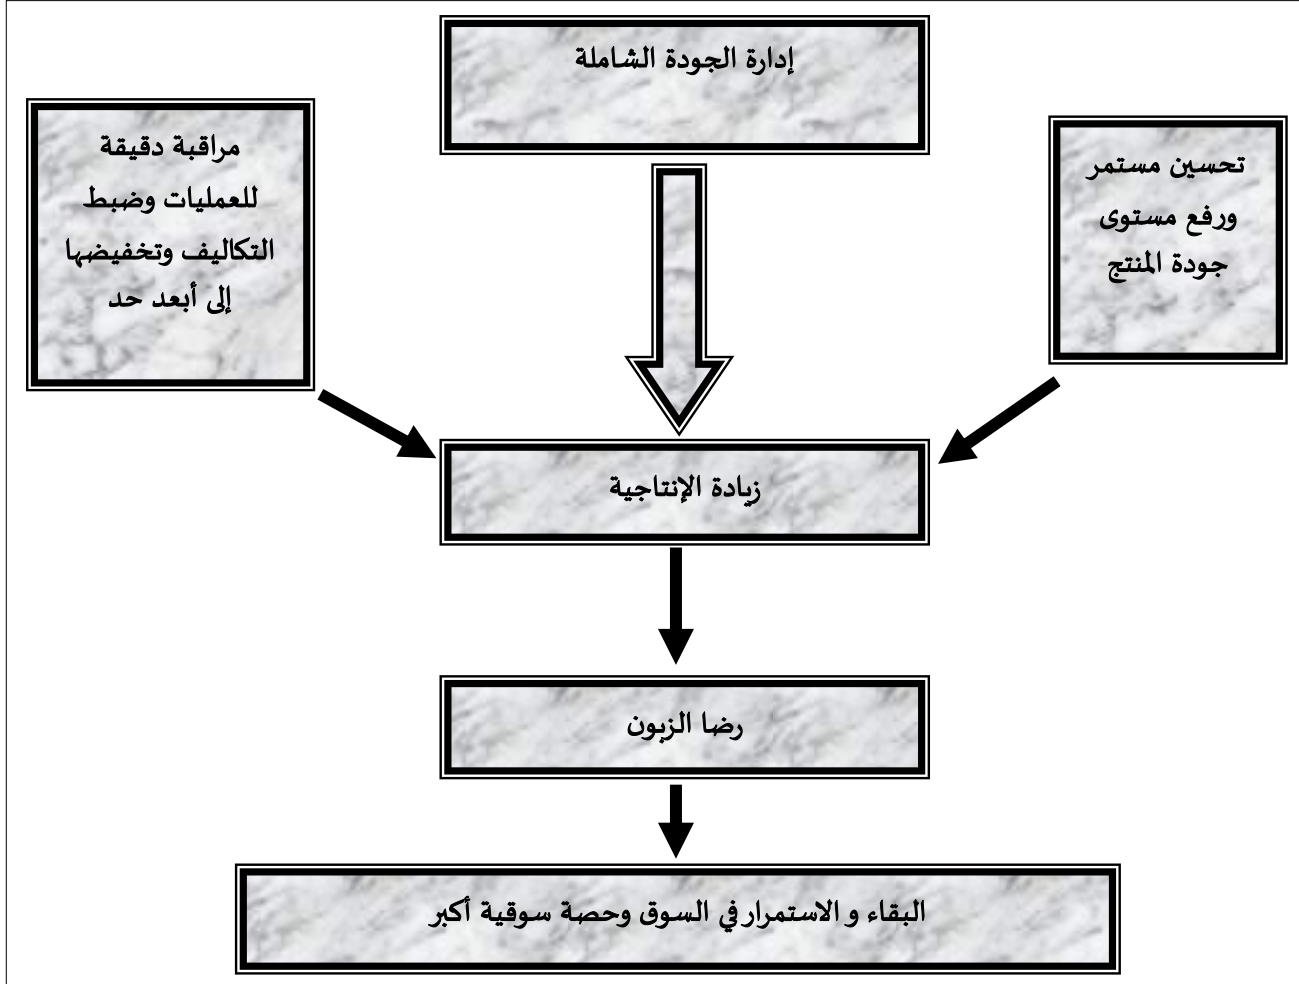 إدارة الجودة الشاملة
تحسين مستمر
ورفع مستوى
جودة المنتج
مراقبة دقيقة
للعمليات وضبط
التكاليف وتخفيضها
إلى أبعد حد
زيادة الإنتاجية
رضا الزبون
البقاء و الاستمرار في السوق وحصة سوقية أكبر